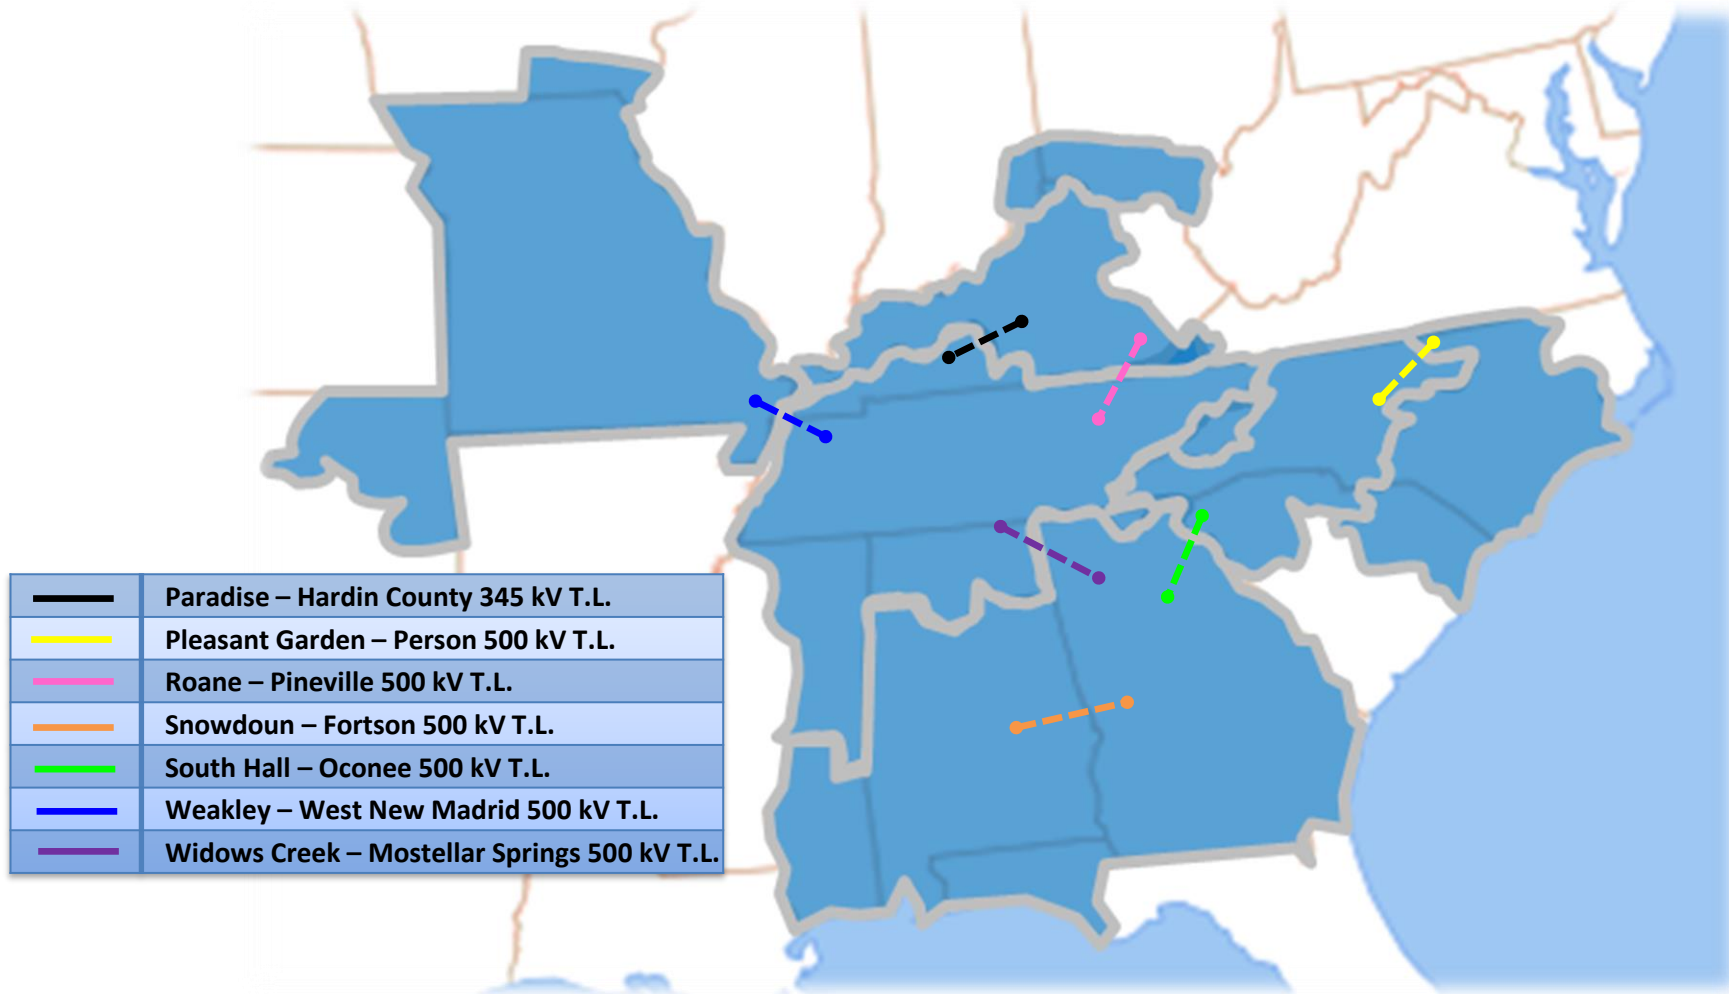 Paradise – Hardin County 345 kV T.L.
Pleasant Garden – Person 500 kV T.L.
Roane – Pineville 500 kV T.L.
Snowdoun – Fortson 500 kV T.L.
South Hall – Oconee 500 kV T.L.
Weakley – West New Madrid 500 kV T.L.
Widows Creek – Mostellar Springs 500 kV T.L.